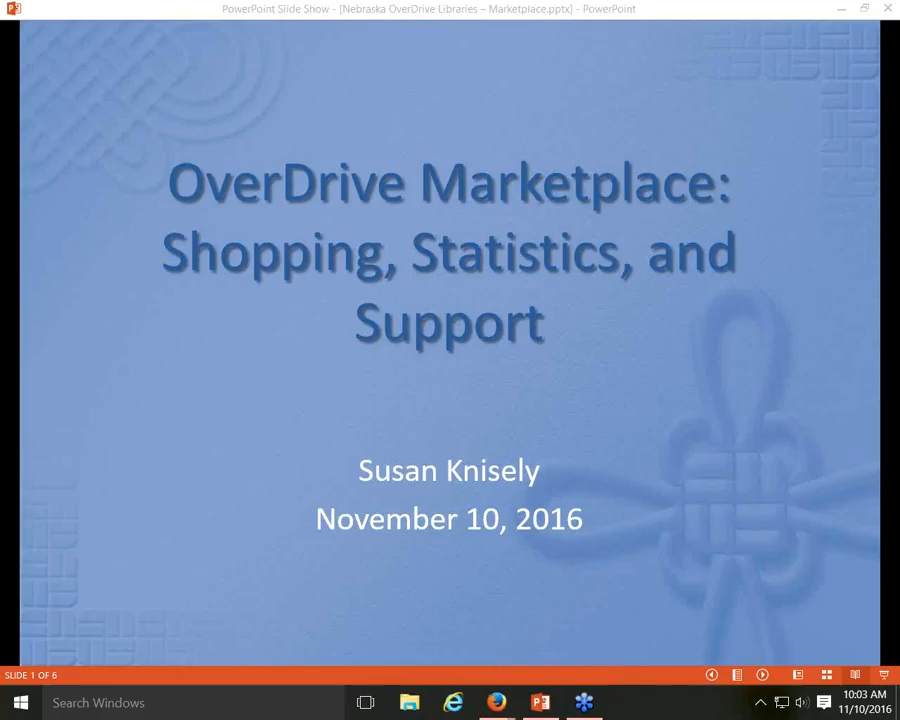 PowerPoint Slide Show - [Nebraska OverDrive Libraries – Marketplace.pptx] - PowerPoint
OverDrive Marketplace:
Shopping, Statistics, and
Support
Susan Knisely
November 10, 2016
SLIDE 1 OF 6
Search Windows
10:03 AM
11/10/2016